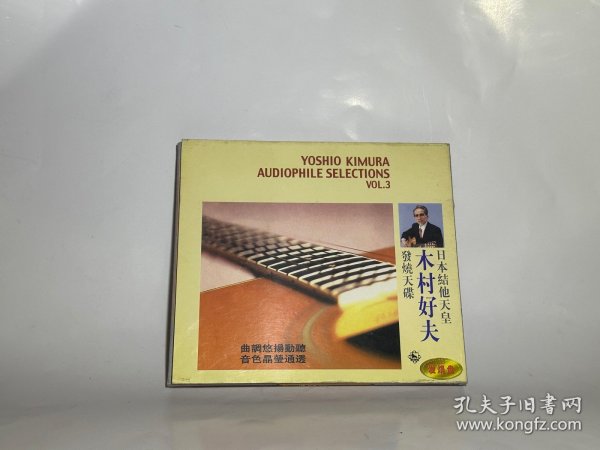 YOSHIO KIMURA
AUDIOPHILE SELECTIONS
VOL.3
日本結他天皇
木村好夫
發燒天碟
曲調悠揚動聽
音色晶瑩通透
孔夫子旧书网
www.kongfz.com